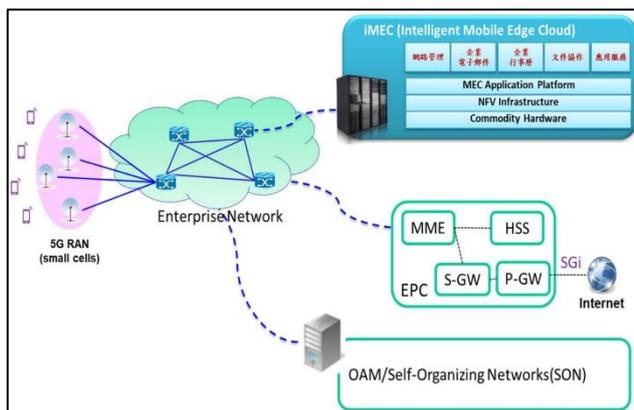 iMEC (Intelligent Mobile Edge Cloud)
網路管理
企業
電子郵件
企業
行事曆
文件協作
應用服務
MEC Application Platform
NFV Infrastructure
Commodity Hardware
Enterprise Network
5G RAN
(small cells)
MME
HSS
S-GW
P-GW
EPC
SGi
Internet
OAM/Self-Organizing Networks(SON)